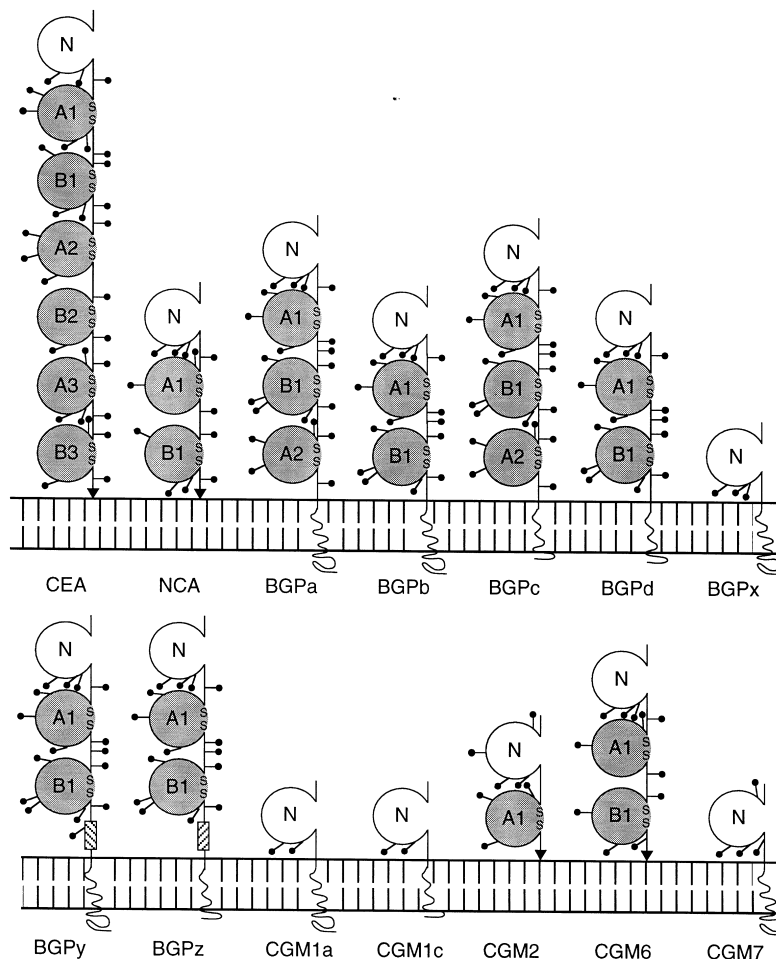 N
A1 S S
B1 S S
A2 S S
B2 S S
A3 S S
B3 S S
N
A1 S S
B1 S S
N
A1 S S
B1 S S
A2 S S
N
A1 S S
B1 S S
N
A1 S S
B1 S S
A2 S S
N
A1 S S
B1 S S
N
CEA NCA BGPa BGPb BGPc BGPd BGPx
N
A1 S S
B1 S S
N
A1 S S
B1 S S
N
N
N
A1 S S
N
A1 S S
B1 S S
N
BGPy BGPz CGM1a CGM1c CGM2 CGM6 CGM7